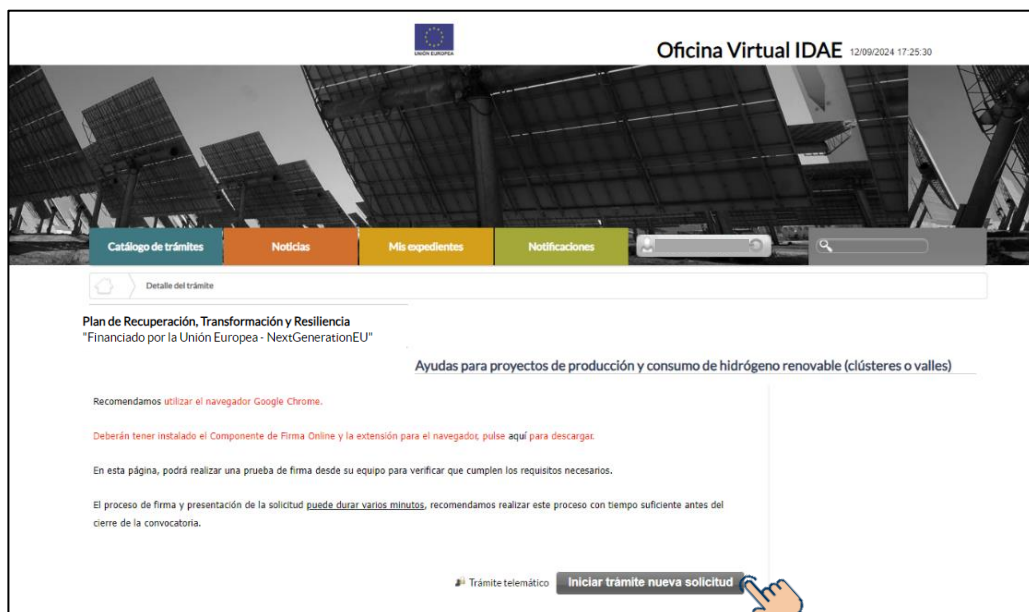 UNIÓN EUROPEA
Oficina Virtual IDAE 12/09/2024 17:25:30
Catálogo de trámites
Noticias
Mis expedientes
Notificaciones
Detalle del trámite
Plan de Recuperación, Transformación y Resiliencia
"Financiado por la Unión Europea - NextGenerationEU"
Ayudas para proyectos de producción y consumo de hidrógeno renovable (clústeres o valles)
Recomendamos utilizar el navegador Google Chrome.
Deberán tener instalado el Componente de Firma Online y la extensión para el navegador, pulse aquí para descargar.
En esta página, podrá realizar una prueba de firma desde su equipo para verificar que cumplen los requisitos necesarios.
El proceso de firma y presentación de la solicitud puede durar varios minutos, recomendamos realizar este proceso con tiempo suficiente antes del
cierre de la convocatoria.
Trámite telemático Iniciar trámite nueva solicitud